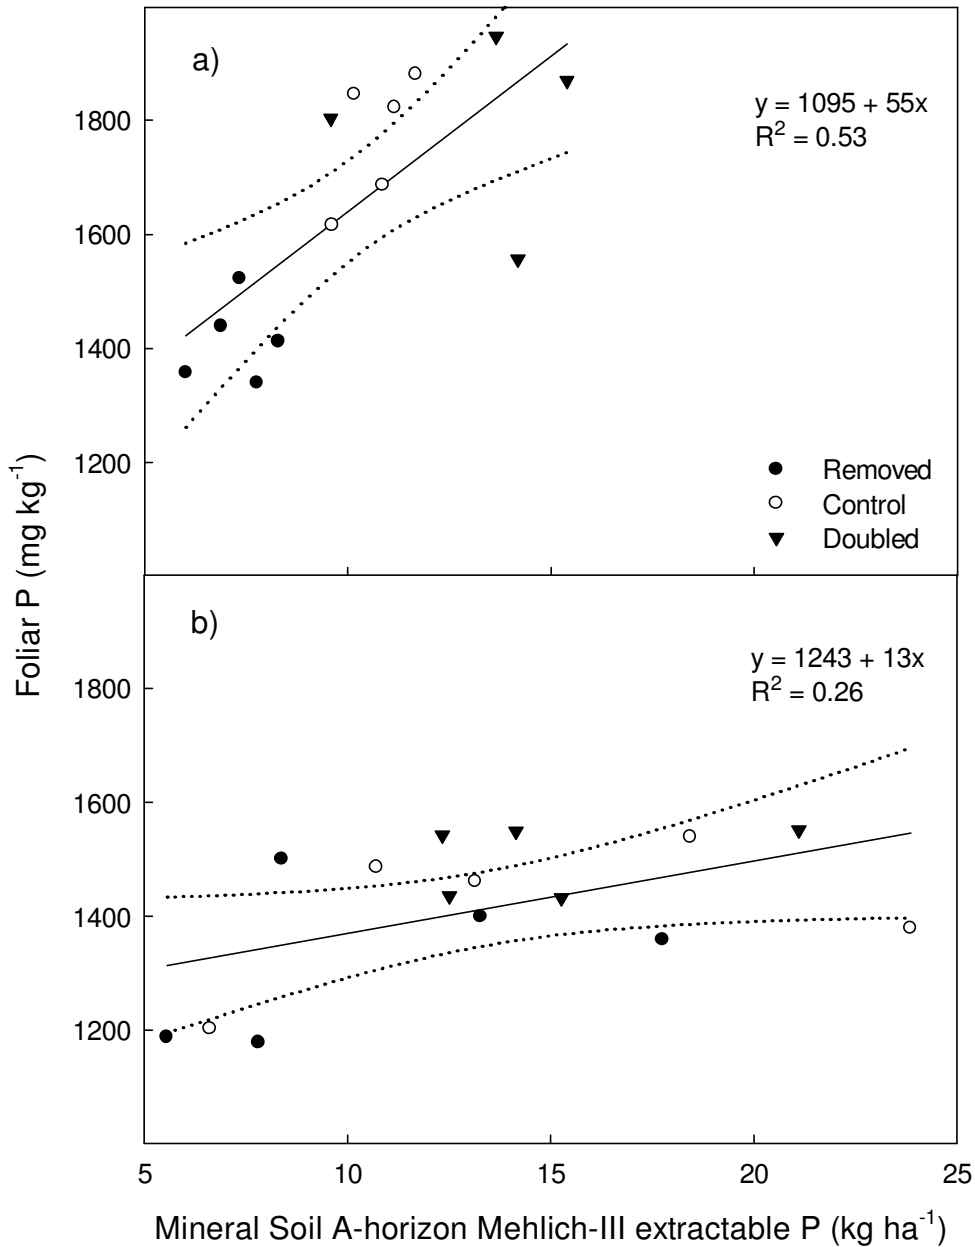 a)
y = 1095 + 55x
R² = 0.53
1800
1600
1400
1200
Removed
Control
Doubled
Foliar P (mg kg⁻¹)
b)
y = 1243 + 13x
R² = 0.26
1800
1600
1400
1200
5 10 15 20 25
Mineral Soil A-horizon Mehlich-III extractable P (kg ha⁻¹)